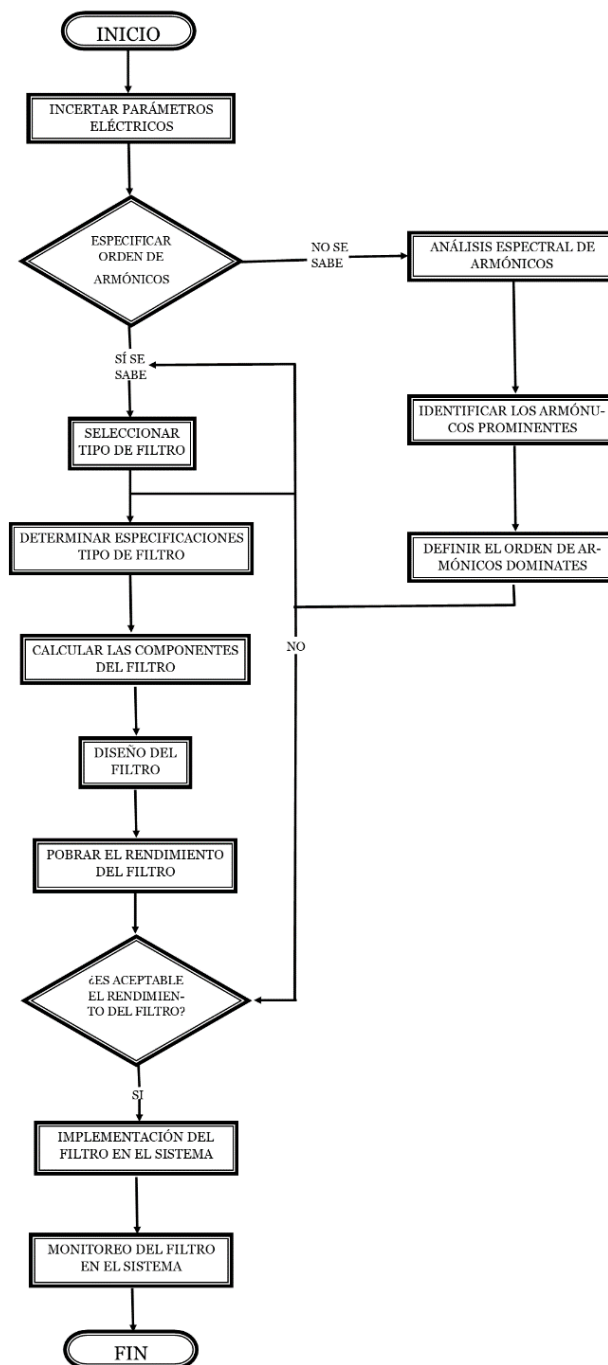 INICIO
INCERTAR PARÁMETROS
ELÉCTRICOS
ESPECIFICAR
ORDEN DE
ARMÓNICOS
NO SE
SABE
ANÁLISIS ESPECTRAL DE
ARMÓNICOS
SÍ SE
SABE
IDENTIFICAR LOS ARMÓNU-
COS PROMINENTES
SELECCIONAR
TIPO DE FILTRO
DETERMINAR ESPECIFICACIONES
TIPO DE FILTRO
DEFINIR EL ORDEN DE AR-
MÓNICOS DOMINATES
NO
CALCULAR LAS COMPONENTES
DEL FILTRO
DISEÑO DEL
FILTRO
POBRAR EL RENDIMIENTO
DEL FILTRO
¿ES ACEPTABLE
EL RENDIMIEN-
TO DEL FILTRO?
SI
IMPLEMENTACIÓN DEL
FILTRO EN EL SISTEMA
MONITOREO DEL FILTRO
EN EL SISTEMA
FIN